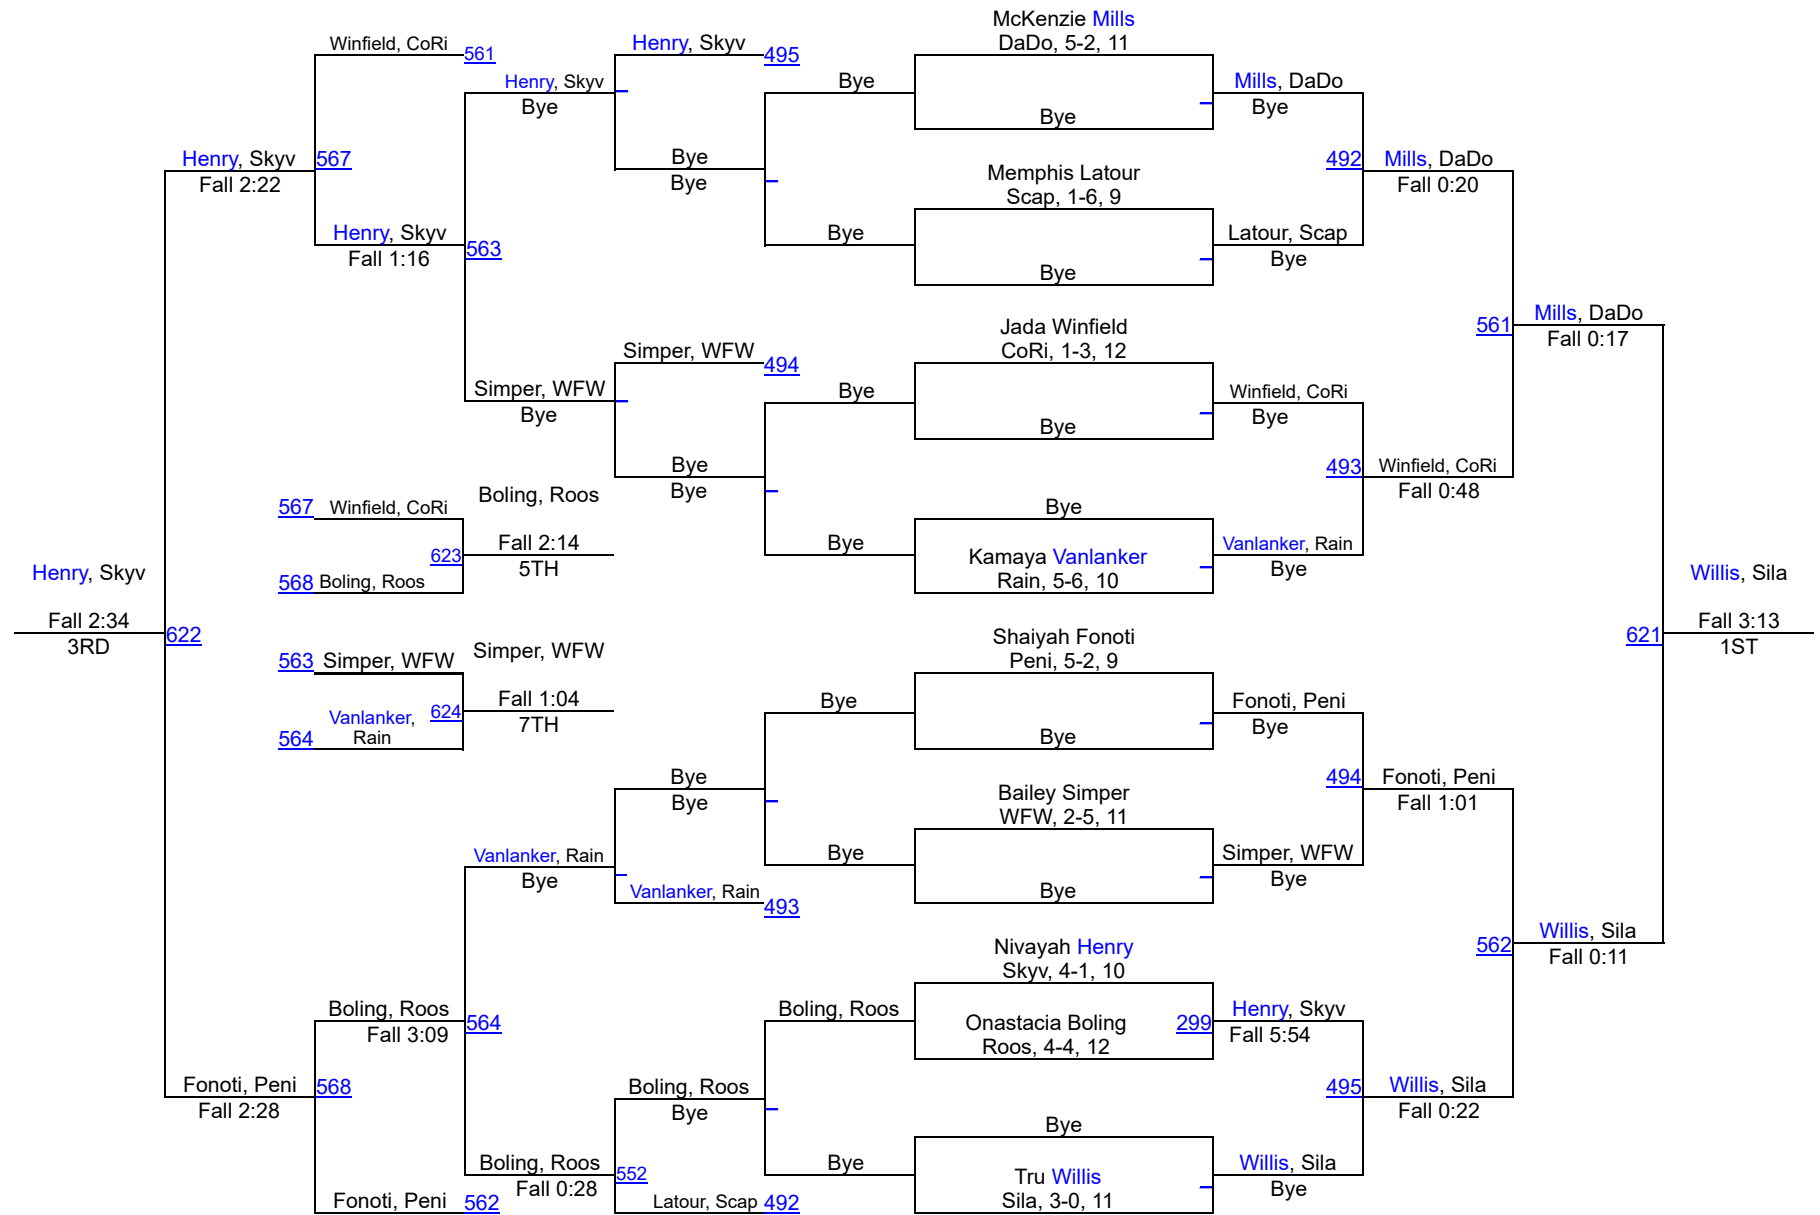 McKenzie Mills
DaDo, 5-2, 11
Winfield, CoRi
561
Henry, Skyv
495
Henry, Skyv
Bye
Bye
Bye
Mills, DaDo
Bye
Henry, Skyv
567
Fall 2:22
Bye
Bye
Memphis Latour
Scap, 1-6, 9
492
Mills, DaDo
Fall 0:20
Henry, Skyv
Fall 1:16
563
Bye
Bye
Latour, Scap
Bye
Simper, WFW
494
Jada Winfield
CoRi, 1-3, 12
561
Mills, DaDo
Fall 0:17
Simper, WFW
Bye
Bye
Bye
Winfield, CoRi
Bye
Bye
Bye
493
Winfield, CoRi
Fall 0:48
567
Winfield, CoRi
Boling, Roos
623
Fall 2:14
5TH
568
Boling, Roos
Bye
Bye
Kamaya Vanlanker
Rain, 5-6, 10
Vanlanker, Rain
Bye
Henry, Skyv
Fall 2:34
3RD
622
Willis, Sila
621
Fall 3:13
1ST
563
Simper, WFW
Simper, WFW
624
Fall 1:04
7TH
564
Vanlanker,
Rain
Shaiyah Fonoti
Peni, 5-2, 9
Bye
Bye
Fonoti, Peni
Bye
Bye
Bye
Bailey Simper
WFW, 2-5, 11
494
Fonoti, Peni
Fall 1:01
Vanlanker, Rain
Bye
Bye
Bye
Simper, WFW
Bye
Vanlanker, Rain
493
Nivayah Henry
Skyv, 4-1, 10
562
Willis, Sila
Fall 0:11
Boling, Roos
Fall 3:09
564
Boling, Roos
Onastacia Boling
Roos, 4-4, 12
299
Henry, Skyv
Fall 5:54
Fonoti, Peni
568
Fall 2:28
Boling, Roos
Bye
495
Willis, Sila
Fall 0:22
Boling, Roos
Fall 0:28
552
Bye
Bye
Tru Willis
Sila, 3-0, 11
Willis, Sila
Bye
Fonoti, Peni
562
Latour, Scap
492